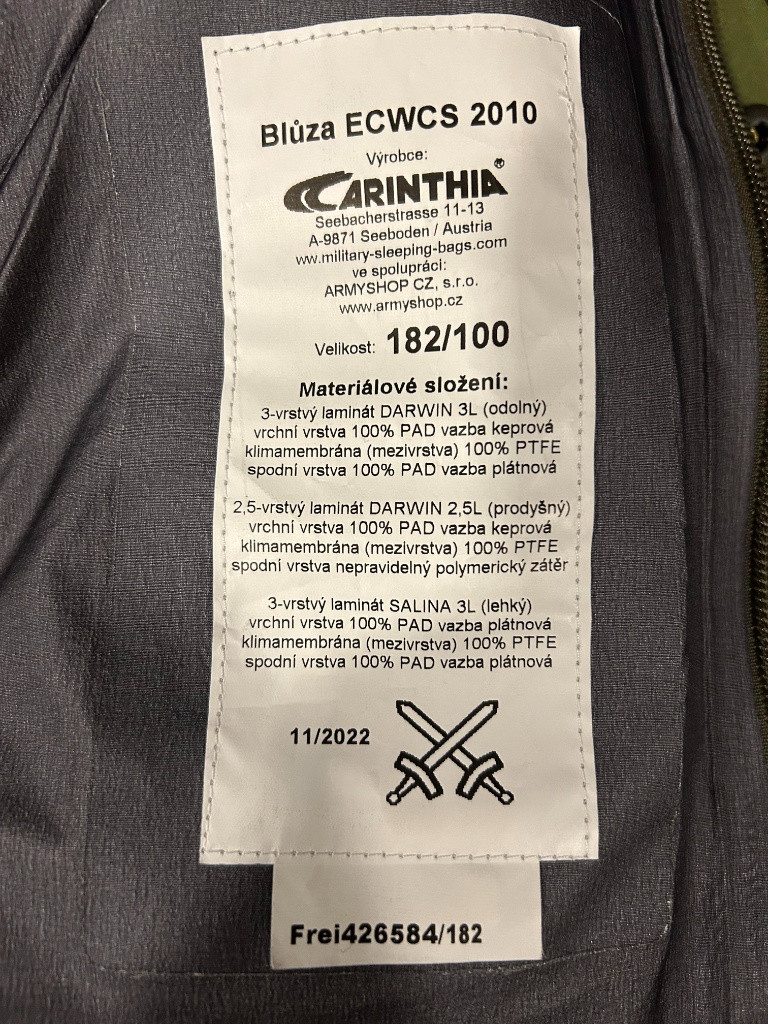 Blůza ECWCS 2010
Výrobce:
CARINTHIA®
Seebacherstrasse 11-13
A-9871 Seeboden / Austria
ww.military-sleeping-bags.com
ve spolupráci:
ARMYSHOP CZ, s.r.o.
www.armyshop.cz
Velikost: 182/100
Materiálové složení:
3-vrstvý laminát DARWIN 3L (odolný)
vrchní vrstva 100% PAD vazba keprová
klimamembrána (mezivrstva) 100% PTFE
spodní vrstva 100% PAD vazba plátnová
2,5-vrstvý laminát DARWIN 2,5L (prodyšný)
vrchní vrstva 100% PAD vazba keprová
klimamembrána (mezivrstva) 100% PTFE
spodní vrstva nepravidelný polymerický zátěr
3-vrstvý laminát SALINA 3L (lehký)
vrchní vrstva 100% PAD vazba plátnová
klimamembrána (mezivrstva) 100% PTFE
spodní vrstva 100% PAD vazba plátnová
11/2022
Frei426584/182